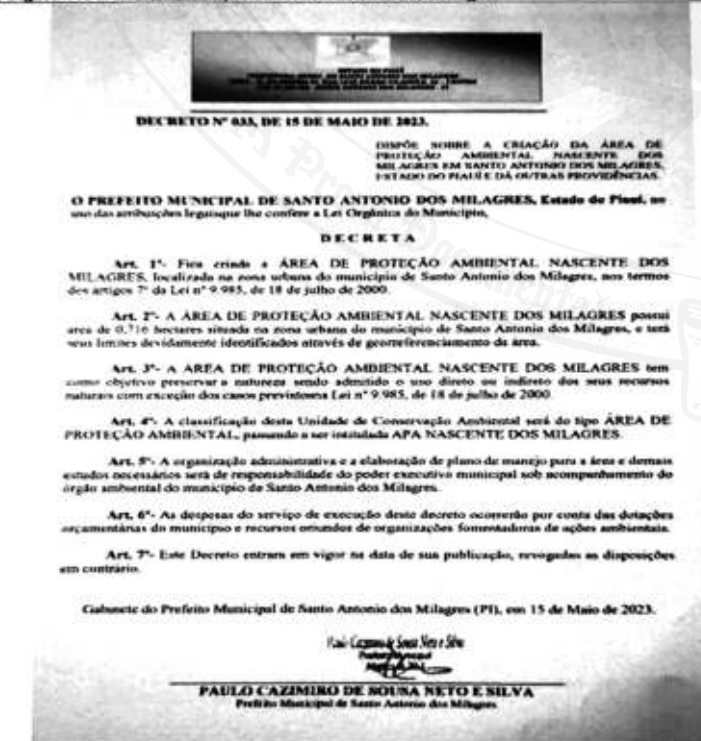 ESTADO DO PIAUÍ
DECRETO Nº 033, DE 15 DE MAIO DE 2023.
DISPÕE SOBRE A CRIAÇÃO DA ÁREA DE
PROTEÇÃO AMBIENTAL NASCENTE DOS
MILAGRES EM SANTO ANTONIO DOS MILAGRES,
ESTADO DO PIAUÍ E DÁ OUTRAS PROVIDÊNCIAS.
O PREFEITO MUNICIPAL DE SANTO ANTONIO DOS MILAGRES, Estado do Piauí, no
uso das atribuições legaisque lhe confere a Lei Orgânica do Município,
D E C R E T A
Art. 1º- Fica criada a ÁREA DE PROTEÇÃO AMBIENTAL NASCENTE DOS
MILAGRES, localizada na zona urbana do município de Santo Antonio dos Milagres, nos termos
dos artigos 7º da Lei nº 9.985, de 18 de julho de 2000.
Art. 2º- A ÁREA DE PROTEÇÃO AMBIENTAL NASCENTE DOS MILAGRES possui
area de 0,716 hectares situada na zona urbana do município de Santo Antonio dos Milagres, e terá
seus limites devidamente identificados através de georreferenciamento da área.
Art. 3º- A ÁREA DE PROTEÇÃO AMBIENTAL NASCENTE DOS MILAGRES tem
como objetivo preservar a natureza sendo admitido o uso direto ou indireto dos seus recursos
naturais com exceção dos casos previstosna Lei nº 9.985, de 18 de julho de 2000.
Art. 4º- A classificação desta Unidade de Conservação Ambiental será do tipo ÁREA DE
PROTEÇÃO AMBIENTAL, passando a ser intitulada APA NASCENTE DOS MILAGRES.
Art. 5º- A organização administrativa e a elaboração de plano de manejo para a área e demais
estudos necessários será de responsabilidade do poder executivo municipal sob acompanhamento do
órgão ambiental do município de Santo Antonio dos Milagres.
Art. 6º- As despesas do serviço de execução deste decreto ocorrerão por conta das dotações
orçamentárias do município e recursos oriundos de organizações fomentadoras de ações ambientais.
Art. 7º- Este Decreto entrara em vigor na data de sua publicação, revogadas as disposições
em contrário.
Gabinete do Prefeito Municipal de Santo Antonio dos Milagres (PI), em 15 de Maio de 2023.
Paulo Cazimiro de Sousa Neto e Silva
Prefeito Municipal
PAULO CAZIMIRO DE SOUSA NETO E SILVA
Prefeito Municipal de Santo Antonio dos Milagres